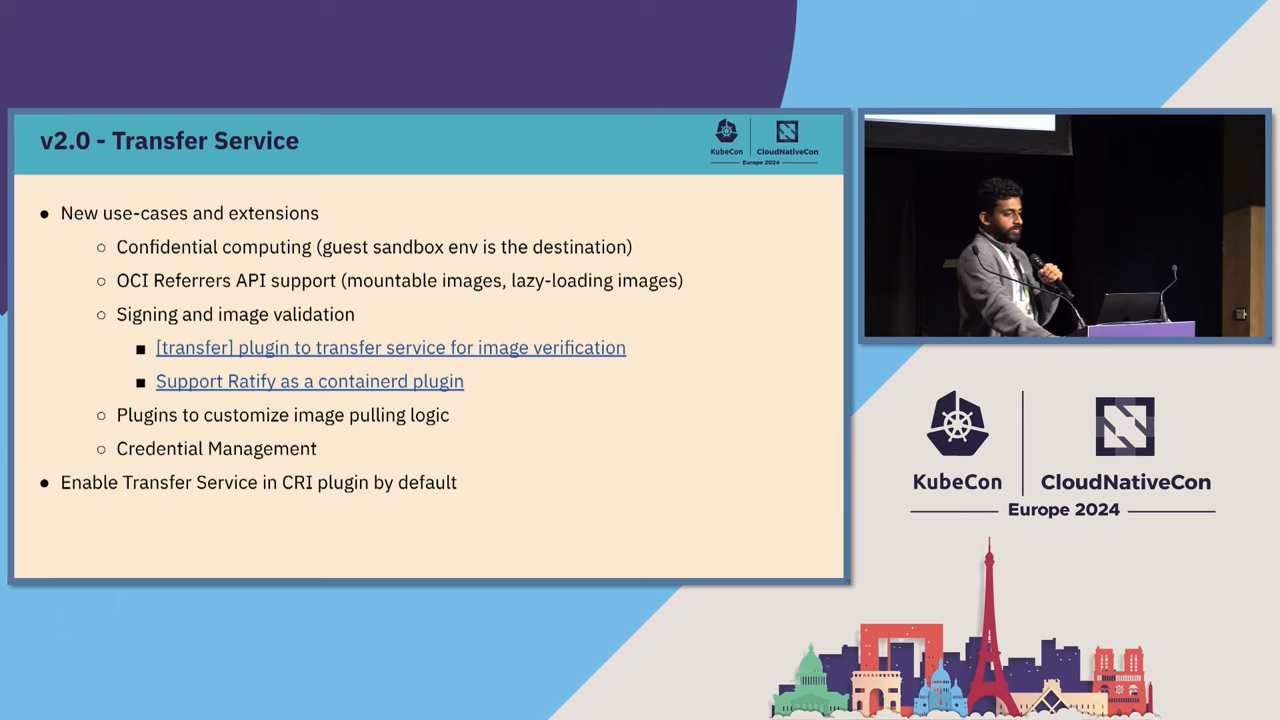 v2.0 - Transfer Service
KubeCon
CloudNativeCon
Europe 2024
● New use-cases and extensions
○ Confidential computing (guest sandbox env is the destination)
○ OCI Referrers API support (mountable images, lazy-loading images)
○ Signing and image validation
■ [transfer] plugin to transfer service for image verification
■ Support Ratify as a containerd plugin
○ Plugins to customize image pulling logic
○ Credential Management
● Enable Transfer Service in CRI plugin by default
KubeCon
CloudNativeCon
Europe 2024